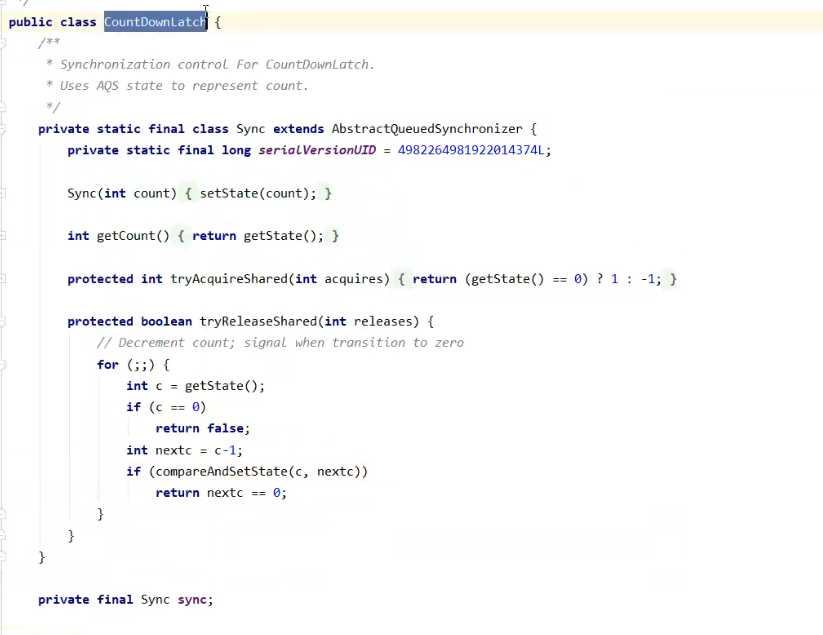 */
public class CountDownLatch {
/**
* Synchronization control For CountDownLatch.
* Uses AQS state to represent count.
*/
private static final class Sync extends AbstractQueuedSynchronizer {
private static final long serialVersionUID = 4982264981922014374L;
Sync(int count) { setState(count); }
int getCount() { return getState(); }
protected int tryAcquireShared(int acquires) { return (getState() == 0) ? 1 : -1; }
protected boolean tryReleaseShared(int releases) {
// Decrement count; signal when transition to zero
for (;;) {
int c = getState();
if (c == 0)
return false;
int nextc = c-1;
if (compareAndSetState(c, nextc))
return nextc == 0;
}
}
}
private final Sync sync;